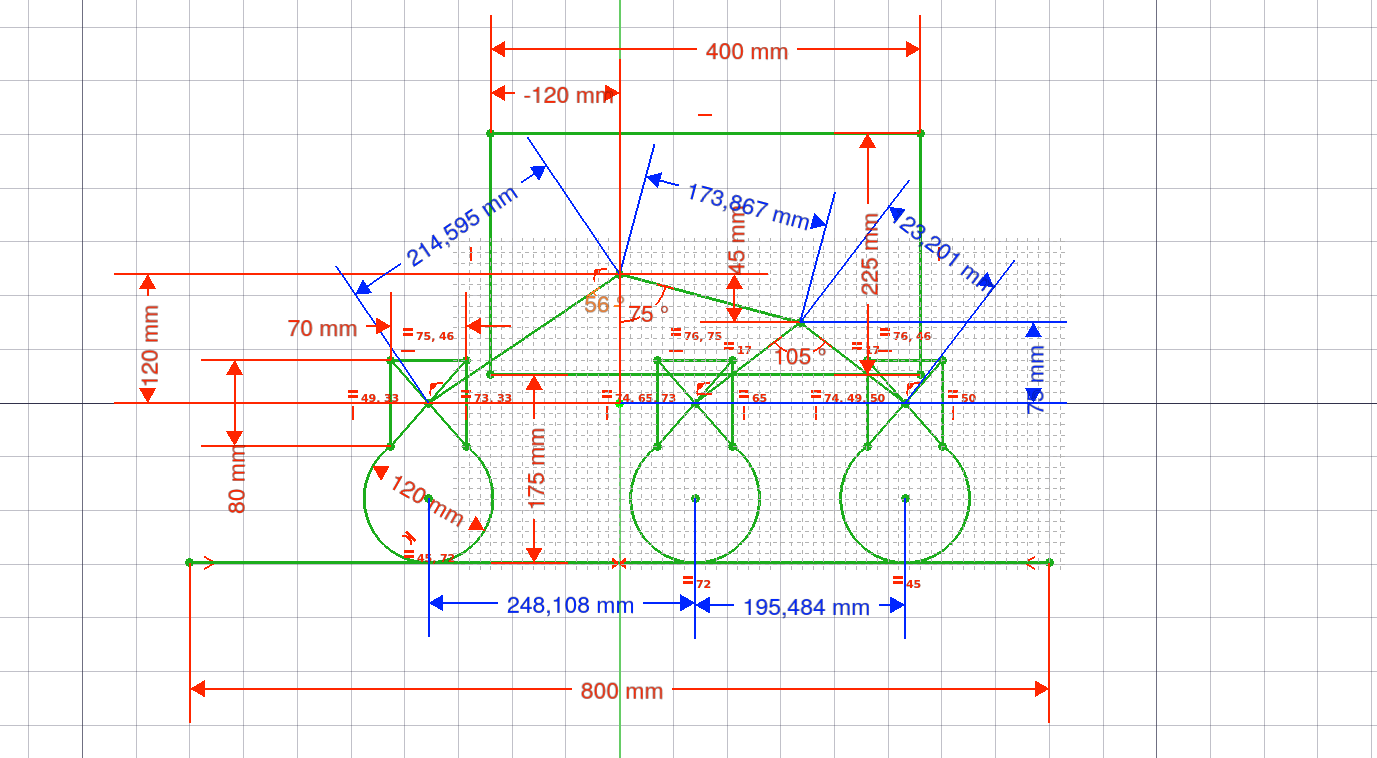 400 mm
-120 mm
173,867 mm
214,595 mm
45 mm
123,201 mm
225 mm
56 °
75 °
120 mm
70 mm
=75, 46
=76, 75
=17
105 °
=17
=76, 46
75 mm
=49, 33
=73, 33
=74, 65, 73
=65
=74, 49, 50
=50
80 mm
120 mm
175 mm
=45, 72
=72
=45
248,108 mm
195,484 mm
800 mm